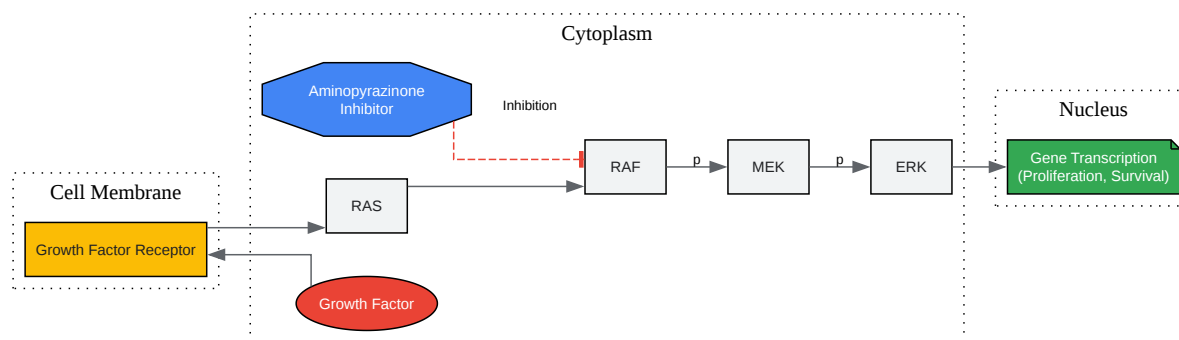 Cytoplasm
Aminopyrazinone
Inhibitor
Inhibition
Nucleus
RAF
p
MEK
p
ERK
Gene Transcription
(Proliferation, Survival)
Cell Membrane
RAS
Growth Factor Receptor
Growth Factor